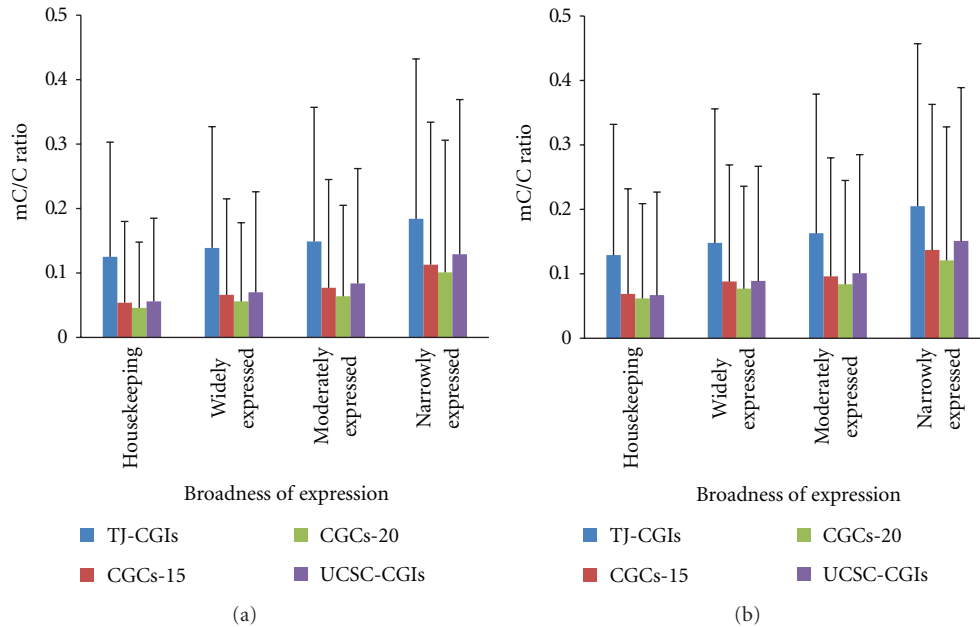 0.5
0.4
0.3
0.2
0.1
0
mC/C ratio
Housekeeping
Widely
expressed
Moderately
expressed
Narrowly
expressed
Broadness of expression
TJ-CGIs
CGCs-20
CGCs-15
UCSC-CGIs
(a)
0.5
0.4
0.3
0.2
0.1
0
mC/C ratio
Housekeeping
Widely
expressed
Moderately
expressed
Narrowly
expressed
Broadness of expression
TJ-CGIs
CGCs-20
CGCs-15
UCSC-CGIs
(b)